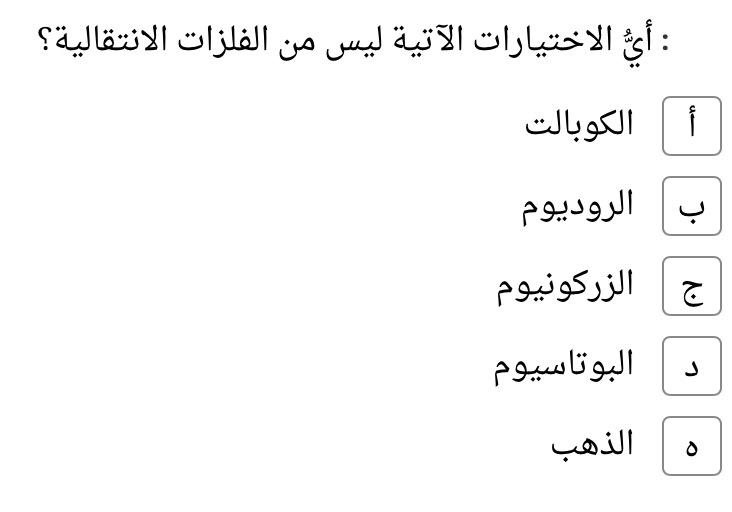 : أيُّ الاختيارات الآتية ليس من الفلزات الانتقالية؟
أ الكوبالت
ب الروديوم
ج الزركونيوم
د البوتاسيوم
ه الذهب